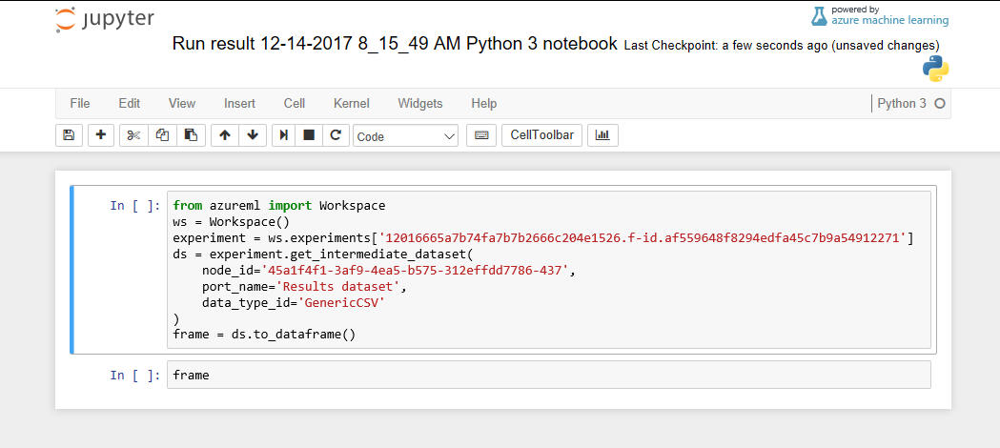 jupyter
powered by
azure machine learning
Run result 12-14-2017 8_15_49 AM Python 3 notebook Last Checkpoint: a few seconds ago (unsaved changes)
File Edit View Insert Cell Kernel Widgets Help Python 3
Code CellToolbar
In [ ]: from azureml import Workspace
ws = Workspace()
experiment = ws.experiments['12016665a7b74fa7b7b2666c204e1526.f-id.af559648f8294edfa45c7b9a54912271']
ds = experiment.get_intermediate_dataset(
    node_id='45a1f4f1-3af9-4ea5-b575-312effdd7786-437',
    port_name='Results dataset',
    data_type_id='GenericCSV'
)
frame = ds.to_dataframe()
In [ ]: frame